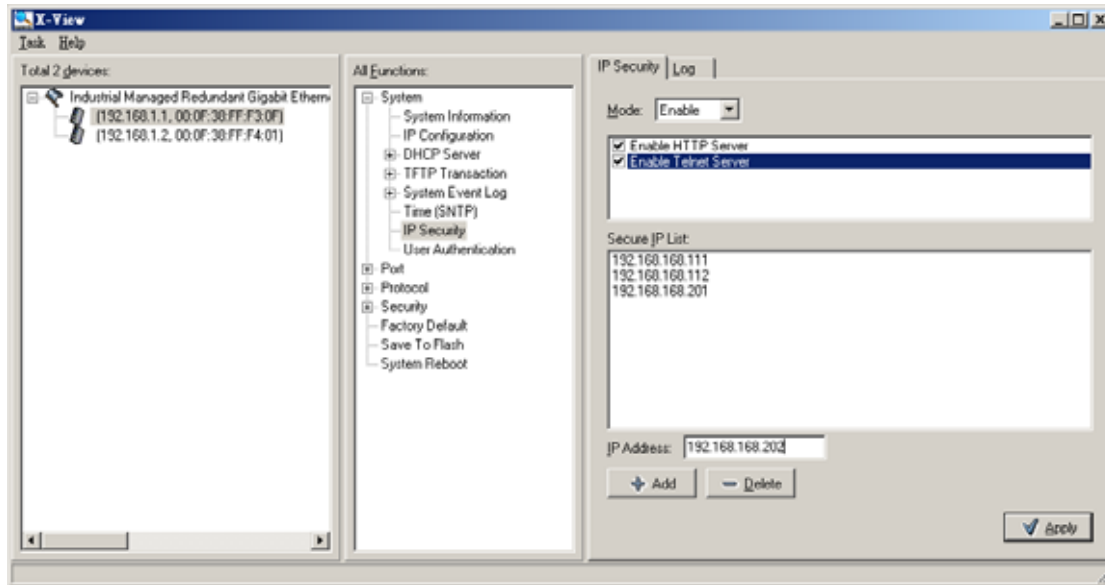 X-View
Task Help
Total 2 devices:
Industrial Managed Redundant Gigabit Ethern
(192.168.1.1, 00:0F:38:FF:F3:0F)
(192.168.1.2, 00:0F:38:FF:F4:01)
All Functions:
System
System Information
IP Configuration
DHCP Server
TFTP Transaction
System Event Log
Time (SNTP)
IP Security
User Authentication
Port
Protocol
Security
Factory Default
Save To Flash
System Reboot
IP Security Log
Mode: Enable
Enable HTTP Server
Enable Telnet Server
Secure IP List:
192.168.168.111
192.168.168.112
192.168.168.201
IP Address: 192.168.168.202
Add Delete
Apply